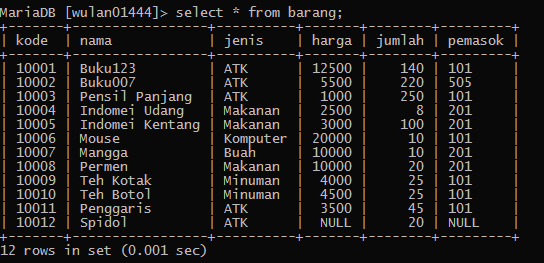 MariaDB [wulan01444]> select * from barang;
+-------+-----------------+----------+-------+--------+---------+
| kode  | nama            | jenis    | harga | jumlah | pemasok |
+-------+-----------------+----------+-------+--------+---------+
| 10001 | Buku123         | ATK      | 12500 |    140 | 101     |
| 10002 | Buku007         | ATK      |  5500 |    220 | 505     |
| 10003 | Pensil Panjang  | ATK      |  1000 |    250 | 101     |
| 10004 | Indomei Udang   | Makanan  |  2500 |      8 | 201     |
| 10005 | Indomei Kentang | Makanan  |  3000 |    100 | 201     |
| 10006 | Mouse           | Komputer | 20000 |     10 | 101     |
| 10007 | Mangga          | Buah     | 10000 |     10 | 201     |
| 10008 | Permen          | Makanan  | 10000 |     20 | 201     |
| 10009 | Teh Kotak       | Minuman  |  4000 |     25 | 101     |
| 10010 | Teh Botol       | Minuman  |  4500 |     25 | 101     |
| 10011 | Penggaris       | ATK      |  3500 |     45 | 101     |
| 10012 | Spidol          | ATK      |  NULL |     20 | NULL    |
+-------+-----------------+----------+-------+--------+---------+
12 rows in set (0.001 sec)